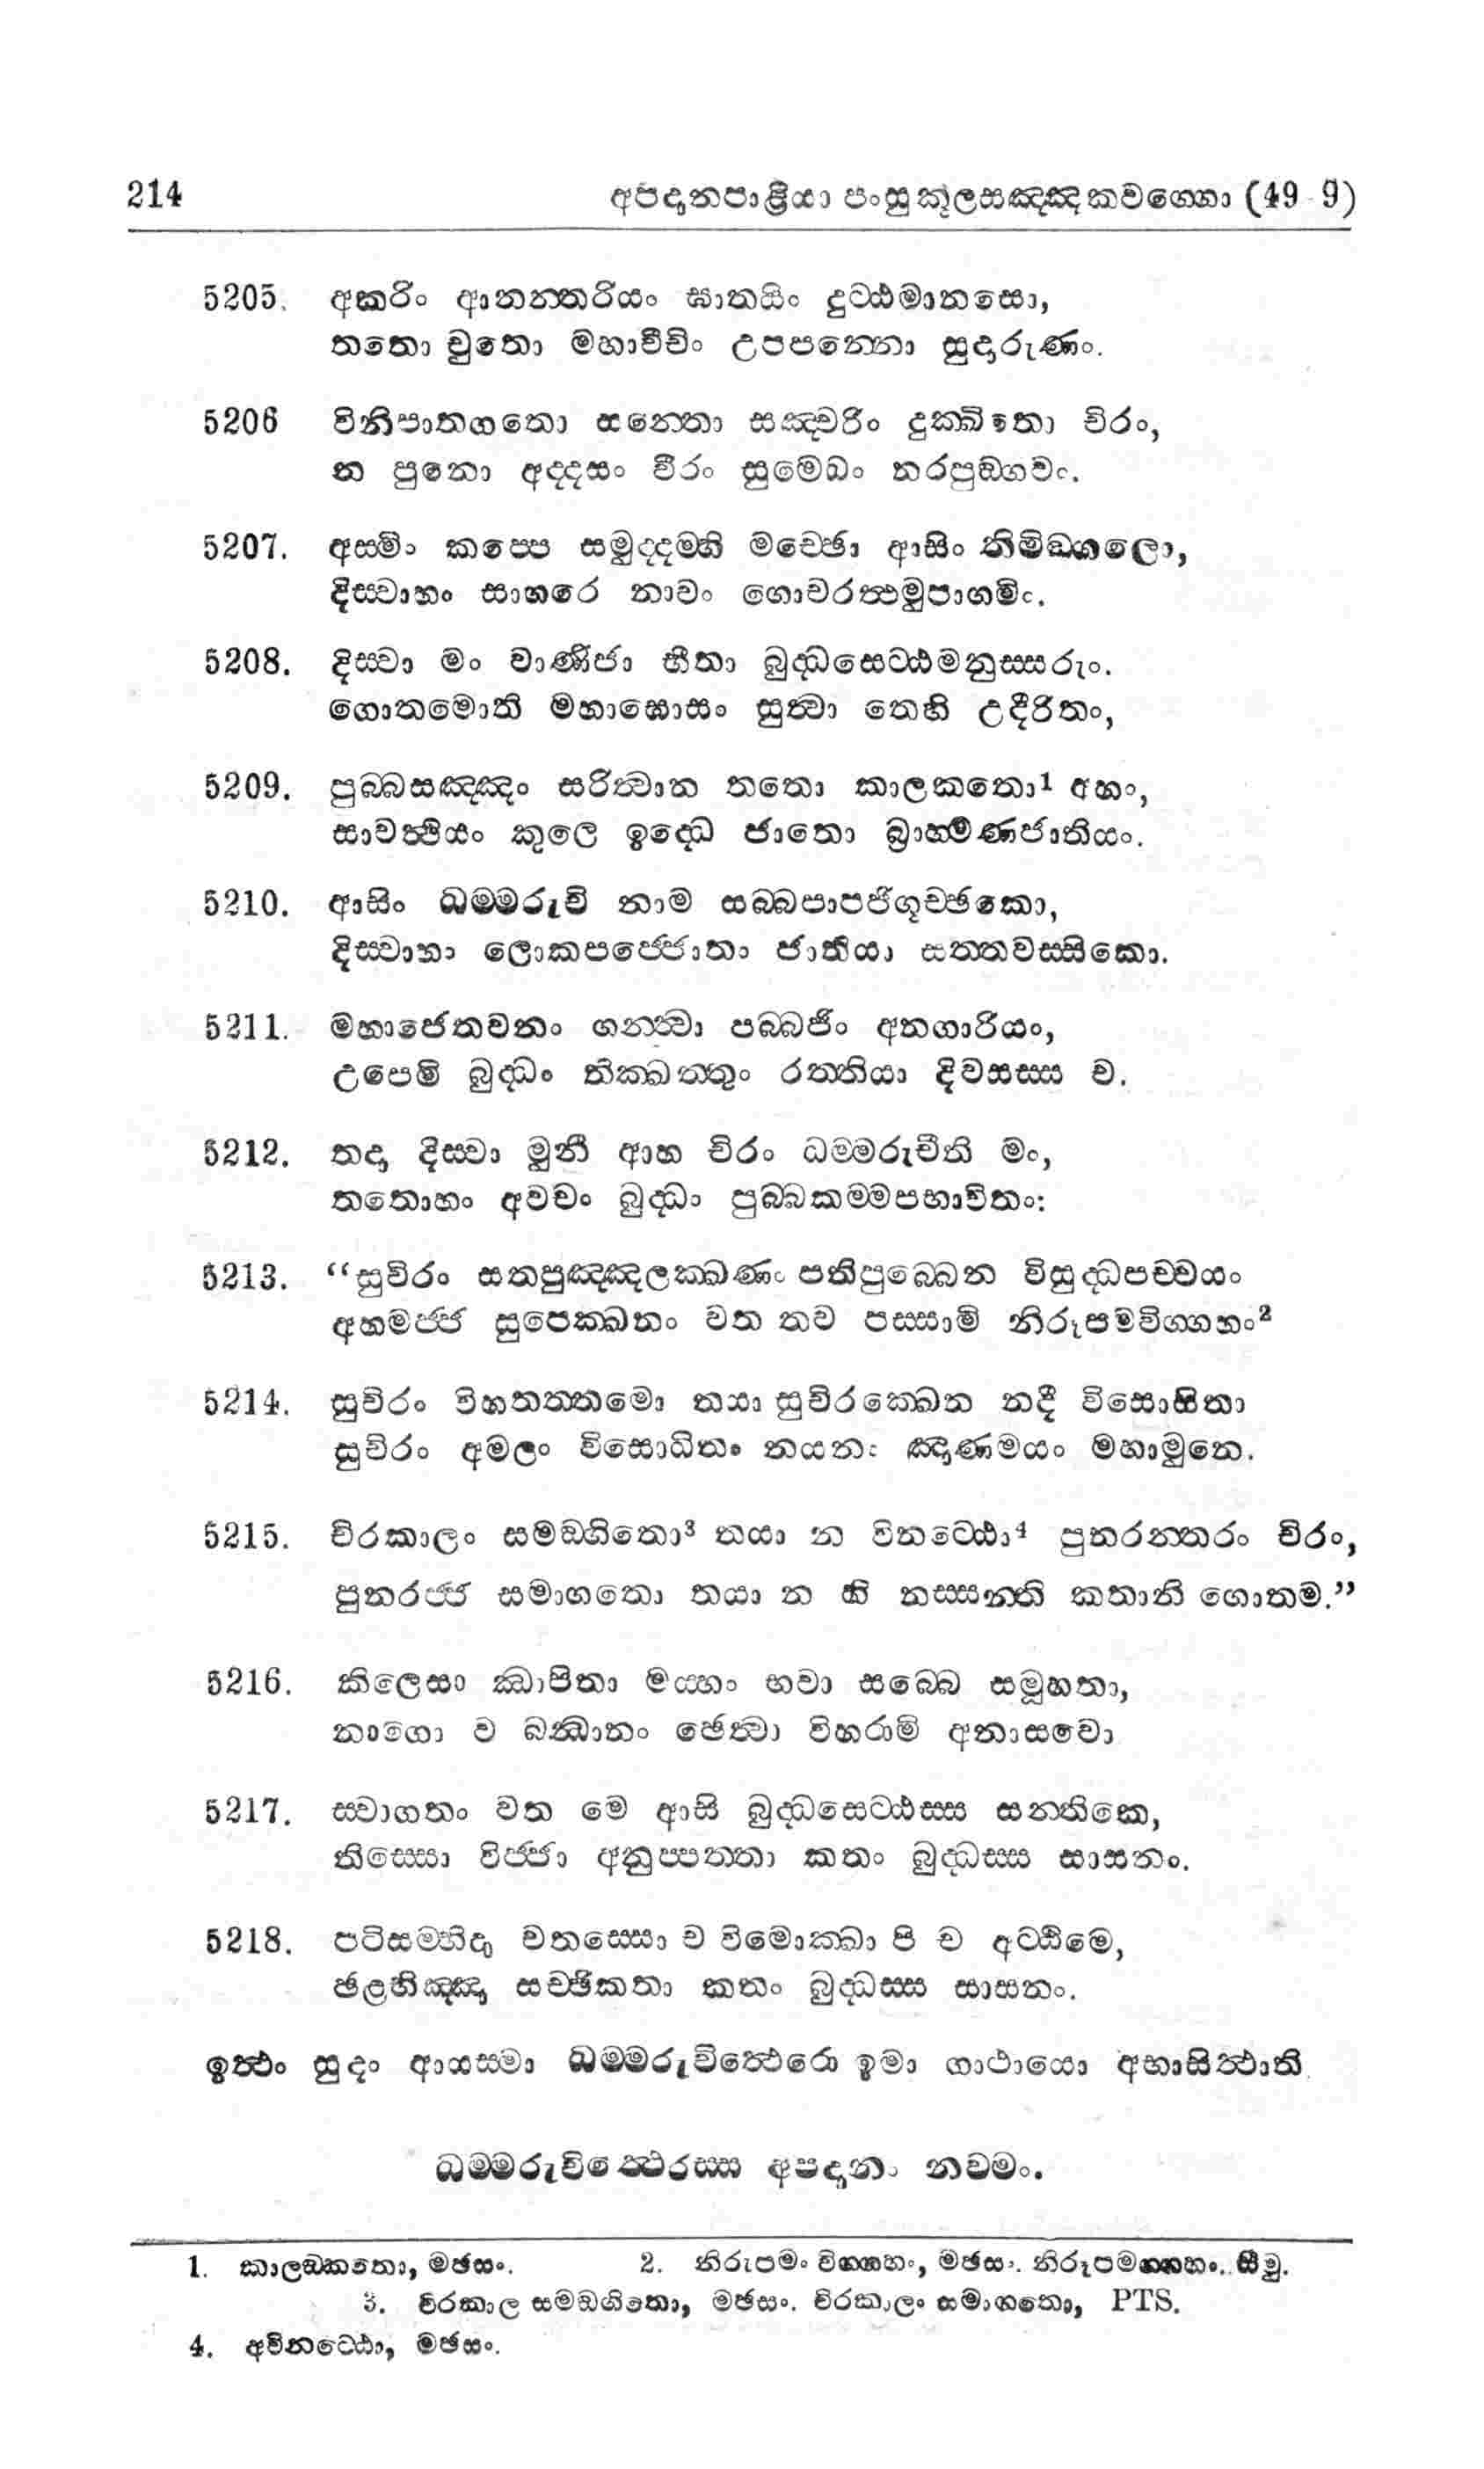 214 අපදානපාළියා පංසුකූලසඤ්ඤකවග්ගො (49 - 9)
5205. අකරිං ආනන්තරියං ඝාතයිං දුට්ඨමානසො,
තතො චුතො මහාවීචිං උපපන්නො සුදාරුණං.
5206 විනිපාතගතො සන්තො සඤ්චරිං දුක්ඛිතො චිරං,
න පුනො අද්දසං වීරං සුමෙධං නරපුඞ්ගවං.
5207. අස්මිං කප්පෙ සමුද්දම්හි මච්ඡො ආසිං තිමිඞ්ගලො,
දිස්වාහං සාගරෙ නාවං ගොචරත්ථමුපාගමිං.
5208. දිස්වා මං වාණිජා භීතා බුද්ධසෙට්ඨමනුස්සරුං.
ගොතමොති මහාඝොසං සුත්වා තෙහි උදීරිතං,
5209. පුබ්බසඤ්ඤං සරිත්වාන තතො කාලකතො1 අහං,
සාවත්ථියං කුලෙ ඉද්ධෙ ජාතො බ්‍රාහ්මණජාතියං.
5210. ආසිං ධම්මරුචි නාම සබ්බපාපජිගූච්ඡකො,
දිස්වාහං ලොකපජ්ජොතං ජාතියා සත්තවස්සිකො.
5211. මහාජෙතවනං ගන්ත්වා පබ්බජිං අනගාරියං,
උපෙමි බුද්ධං තික්ඛත්තුං රත්තියා දිවසස්ස ච.
5212. තදා දිස්වා මුනී ආහ චිරං ධම්මරුචීති මං,
තතොහං අවචං බුද්ධං පුබ්බකම්මපභාවිතං:
5213. “සුචිරං සතපුඤ්ඤලක්ඛණං පතිපුබ්බෙන විසුද්ධපච්චයං
අහමජ්ජ සුපෙක්ඛනං වත තව පස්සාමි නිරූපමවිග්ගහං2
5214. සුචිරං විහතත්තමො තයා සුචිරක්ඛෙන නදී විසොසිතා
සුචිරං අමලං විසොධිතං නයනං ඤාණමයං මහාමුනෙ.
5215. චිරකාලං සමඞ්ගිතො3 තයා න විනට්ඨො4 පුනරන්තරං චිරං,
පුනරජ්ජ සමාගතො තයා න හි නස්සන්ති කතානි ගොතම.”
5216. කිලෙසා ඣාපිතා මය්හං භවා සබ්බෙ සමූහතා,
නාගො ව බන්ධනං ඡෙත්වා විහරාමි අනාසවො
5217. ස්වාගතං වත මෙ ආසි බුද්ධසෙට්ඨස්ස සන්තිකෙ,
තිස්සො විජ්ජා අනුප්පත්තා කතං බුද්ධස්ස සාසනං.
5218. පටිසම්භිදා චතස්සො ච විමොක්ඛා පි ච අට්ඨිමෙ,
ඡළභිඤ්ඤා සච්ඡිකතා කතං බුද්ධස්ස සාසනං.
ඉත්ථං සුදං ආයස්මා ධම්මරුචිත්ථෙරො ඉමා ගාථායො අභාසිත්ථාති.
ධම්මරුචිත්ථෙරස්ස අපදානං නවමං.
1. කාලඞ්කතො, මඡසං. 2. නිරුපමං විග්ගහං, මඡසං. නිරූපමග්ගහං. සීමු.
3. චිරකාල සමඞ්ගිතො, මඡසං. චිරකාලං සමාගතො, PTS.
4. අවිනට්ඨො, මඡසං.